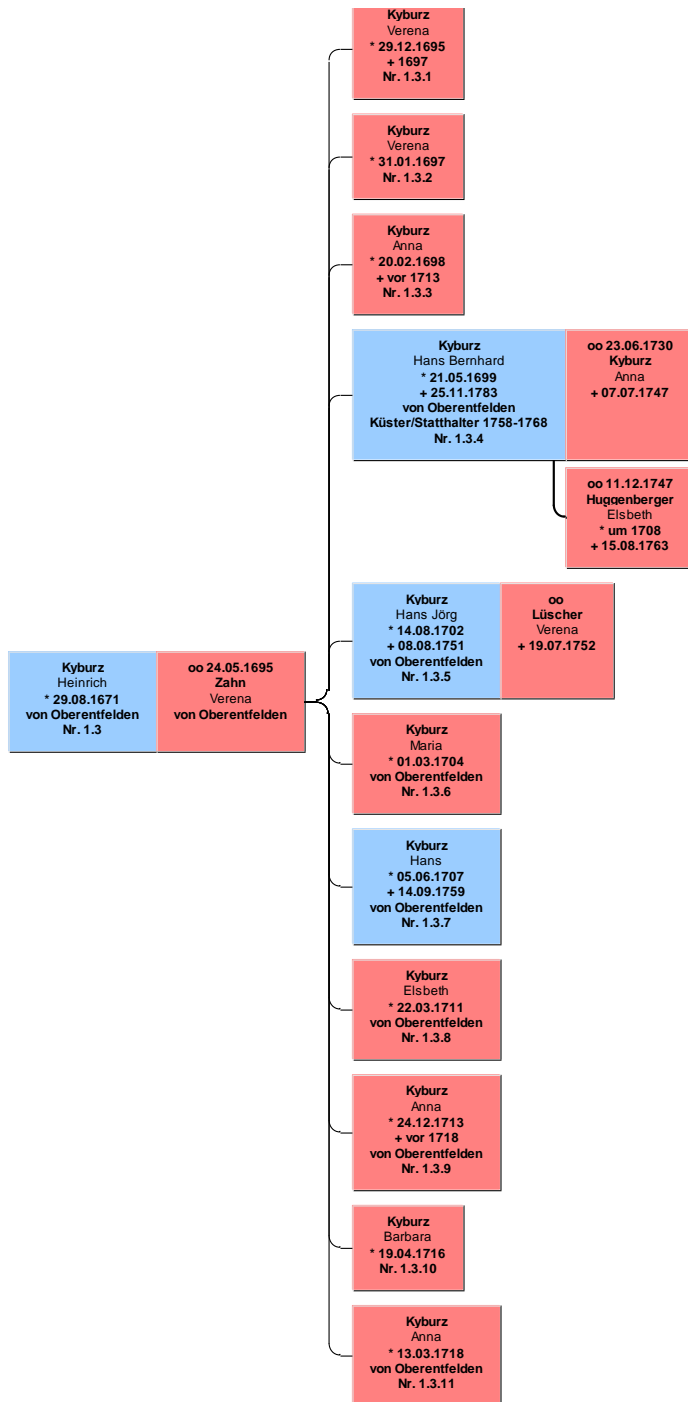 Kyburz
Verena
* 29.12.1695
+ 1697
Nr. 1.3.1
Kyburz
Verena
* 31.01.1697
Nr. 1.3.2
Kyburz
Anna
* 20.02.1698
+ vor 1713
Nr. 1.3.3
Kyburz
Hans Bernhard
* 21.05.1699
+ 25.11.1783
von Oberentfelden
Küster/Statthalter 1758-1768
Nr. 1.3.4
oo 23.06.1730
Kyburz
Anna
+ 07.07.1747
oo 11.12.1747
Huggenberger
Elsbeth
* um 1708
+ 15.08.1763
Kyburz
Hans Jörg
* 14.08.1702
+ 08.08.1751
von Oberentfelden
Nr. 1.3.5
oo
Lüscher
Verena
+ 19.07.1752
Kyburz
Heinrich
* 29.08.1671
von Oberentfelden
Nr. 1.3
oo 24.05.1695
Zahn
Verena
von Oberentfelden
Kyburz
Maria
* 01.03.1704
von Oberentfelden
Nr. 1.3.6
Kyburz
Hans
* 05.06.1707
+ 14.09.1759
von Oberentfelden
Nr. 1.3.7
Kyburz
Elsbeth
* 22.03.1711
von Oberentfelden
Nr. 1.3.8
Kyburz
Anna
* 24.12.1713
+ vor 1718
von Oberentfelden
Nr. 1.3.9
Kyburz
Barbara
* 19.04.1716
Nr. 1.3.10
Kyburz
Anna
* 13.03.1718
von Oberentfelden
Nr. 1.3.11